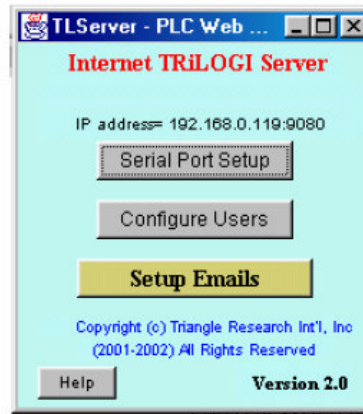 TLServer - PLC Web ...
Internet TRiLOGI Server
IP address= 192.168.0.119:9080
Serial Port Setup
Configure Users
Setup Emails
Copyright (c) Triangle Research Int'l, Inc
(2001-2002) All Rights Reserved
Help
Version 2.0